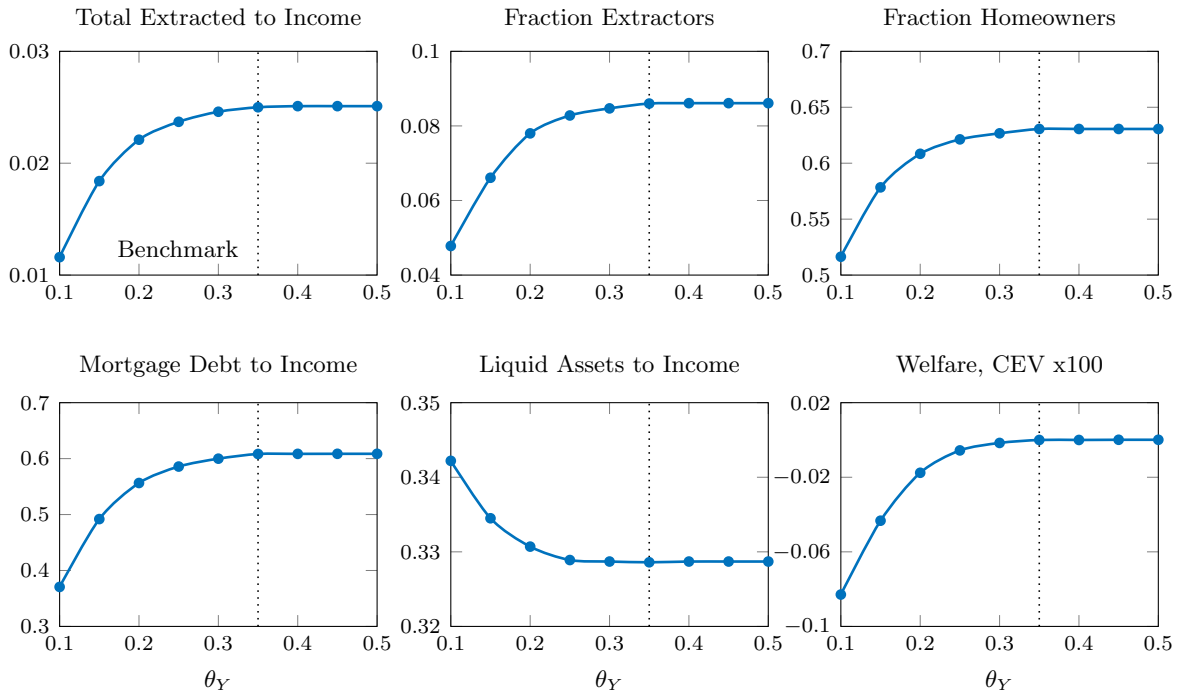 Total Extracted to Income
0.03
0.02
0.01
Benchmark
0.1 0.2 0.3 0.4 0.5
Fraction Extractors
0.1
0.08
0.06
0.04
0.1 0.2 0.3 0.4 0.5
Fraction Homeowners
0.7
0.65
0.6
0.55
0.5
0.1 0.2 0.3 0.4 0.5
Mortgage Debt to Income
0.7
0.6
0.5
0.4
0.3
0.1 0.2 0.3 0.4 0.5
θ_Y
Liquid Assets to Income
0.35
0.34
0.33
0.32
0.1 0.2 0.3 0.4 0.5
θ_Y
Welfare, CEV x100
0.02
−0.02
−0.06
−0.1
0.1 0.2 0.3 0.4 0.5
θ_Y